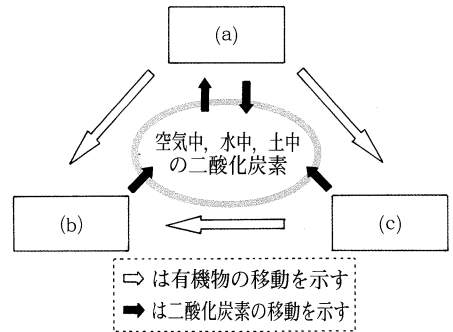 (a)
空気中，水中，土中
の二酸化炭素
(b)
(c)
⇨は有機物の移動を示す
➡は二酸化炭素の移動を示す